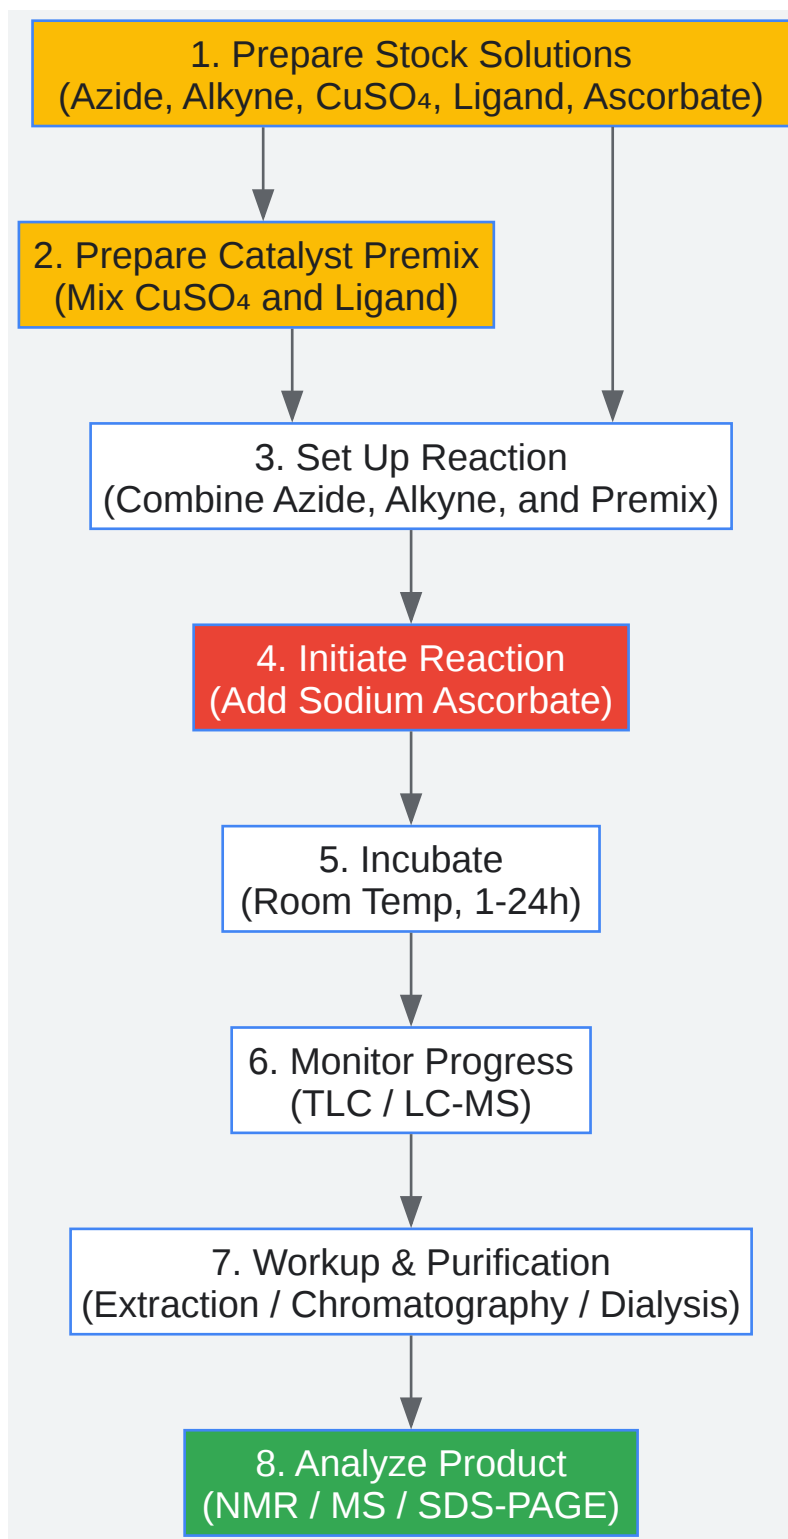 1. Prepare Stock Solutions
(Azide, Alkyne, CuSO₄, Ligand, Ascorbate)
2. Prepare Catalyst Premix
(Mix CuSO₄ and Ligand)
3. Set Up Reaction
(Combine Azide, Alkyne, and Premix)
4. Initiate Reaction
(Add Sodium Ascorbate)
5. Incubate
(Room Temp, 1-24h)
6. Monitor Progress
(TLC / LC-MS)
7. Workup & Purification
(Extraction / Chromatography / Dialysis)
8. Analyze Product
(NMR / MS / SDS-PAGE)